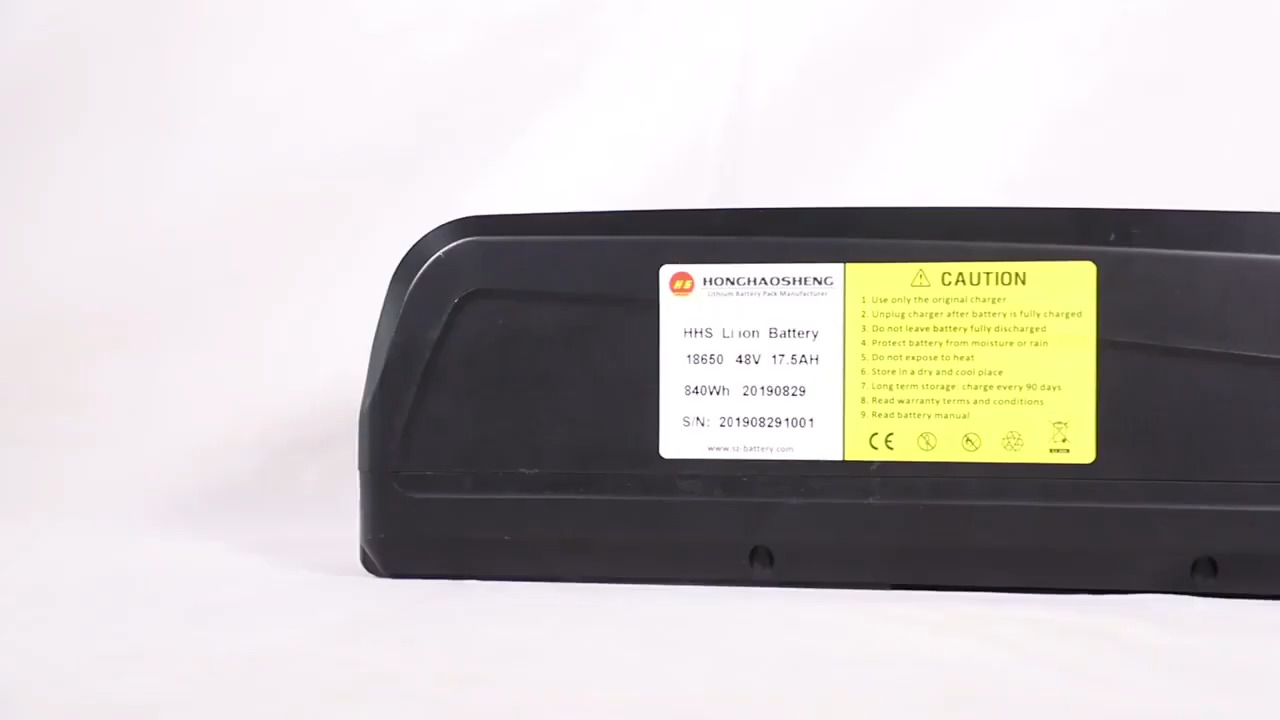 HS HONGHAOSHENG
Lithium Battery Pack Manufacturer
HHS Li ion Battery
18650 48V 17.5AH
840Wh 20190829
S/N: 201908291001
www.sz-battery.com
CAUTION
1. Use only the original charger
2. Unplug charger after battery is fully charged
3. Do not leave battery fully discharged
4. Protect battery from moisture or rain
5. Do not expose to heat
6. Store in a dry and cool place
7. Long term storage: charge every 90 days
8. Read warranty terms and conditions
9. Read battery manual
CE